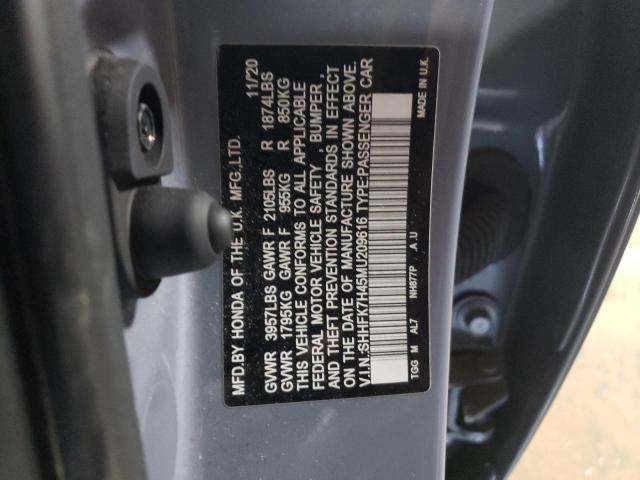 MFD.BY HONDA OF THE U.K. MFG.LTD. 11/20
GVWR 3957LBS GAWR F 2105LBS R 1874LBS
GVWR 1795KG GAWR F 955KG R 850KG
THIS VEHICLE CONFORMS TO ALL APPLICABLE
FEDERAL MOTOR VEHICLE SAFETY , BUMPER ,
AND THEFT PREVENTION STANDARDS IN EFFECT
ON THE DATE OF MANUFACTURE SHOWN ABOVE.
V.I.N.:SHHFK7H45MU209616 TYPE:PASSENGER CAR
TGG M AL7 NH877P .A.U MADE IN U.K.